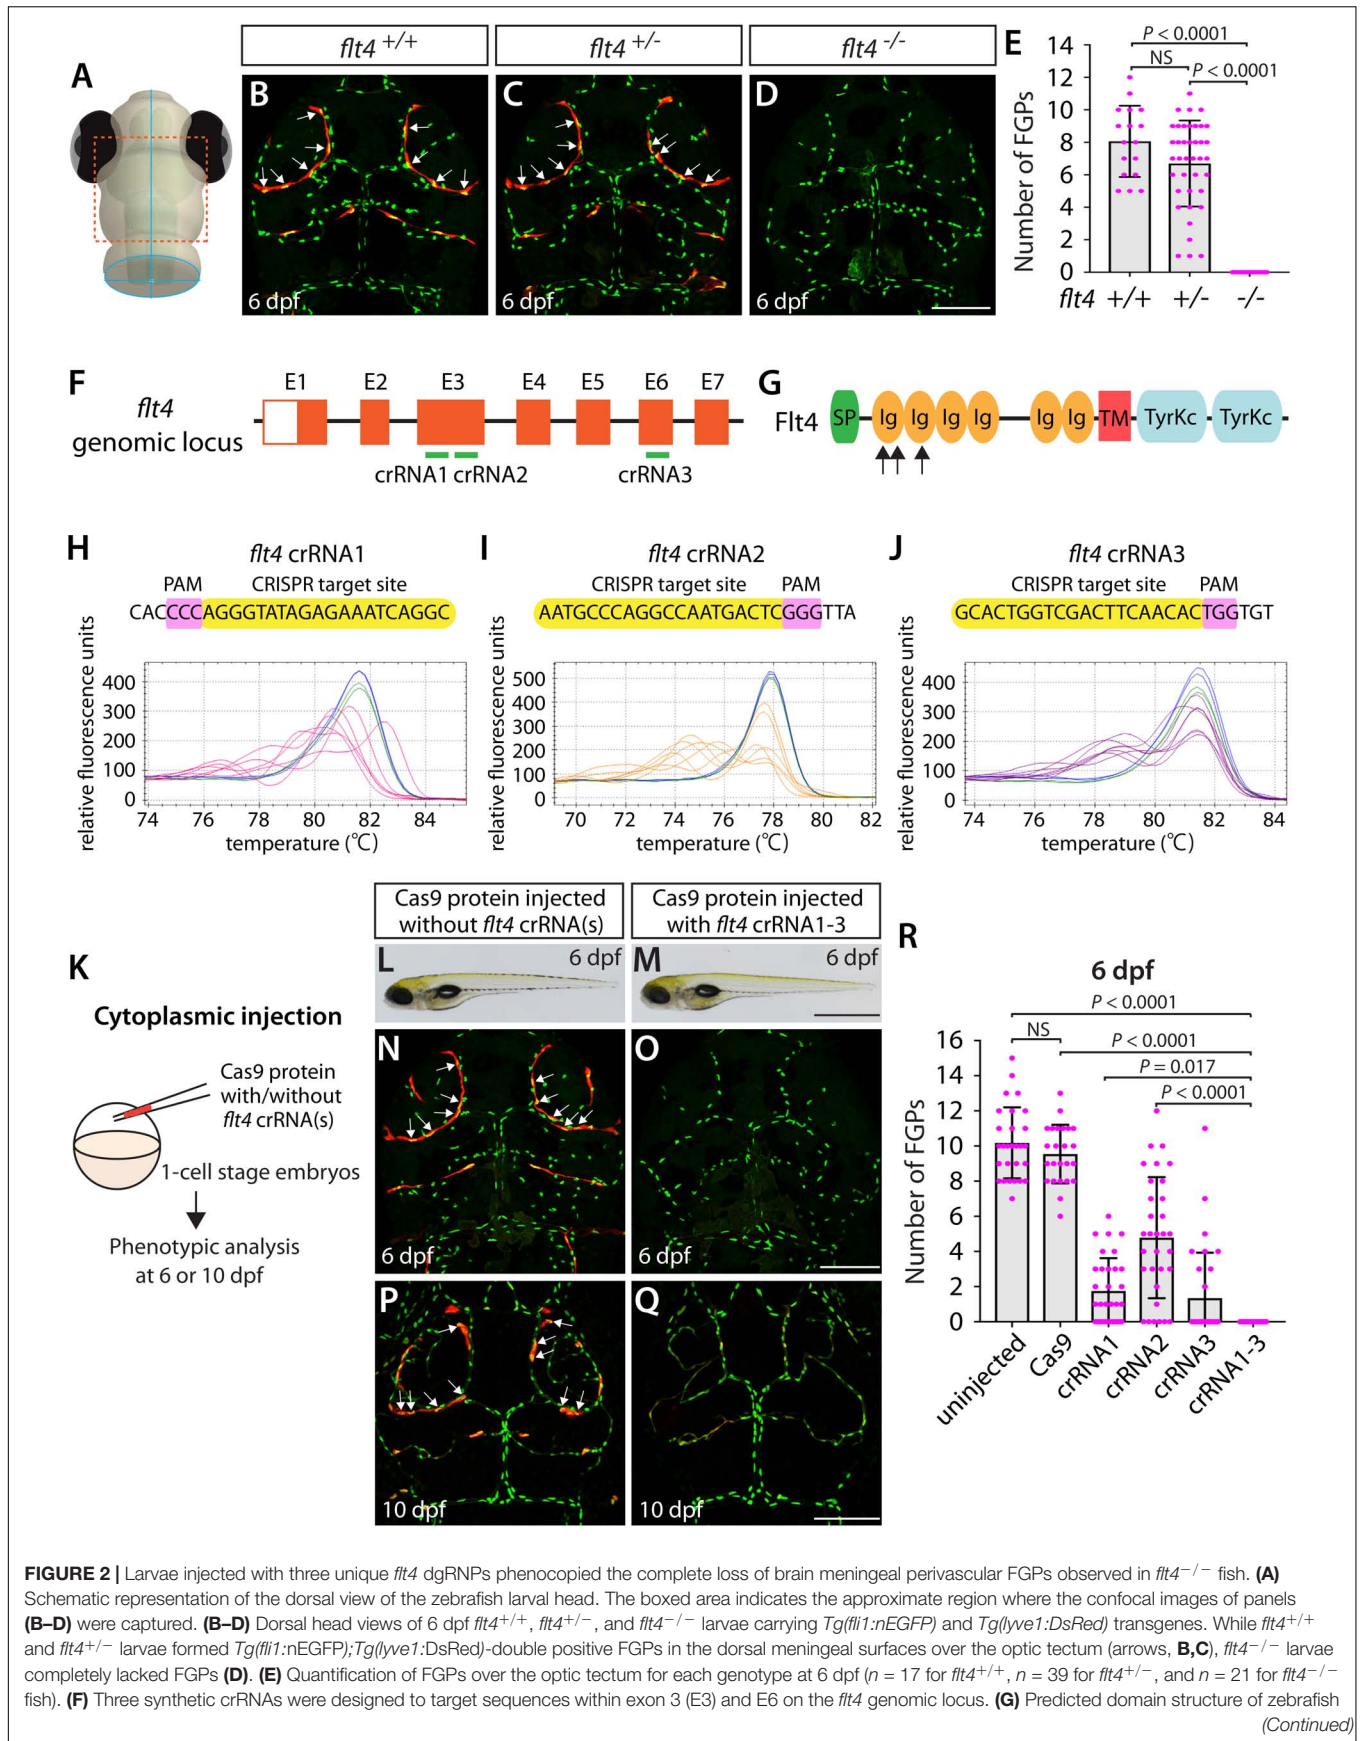 flt4 +/+
flt4 +/-
flt4 -/-
A
B
6 dpf
C
6 dpf
D
6 dpf
E
P < 0.0001
NS
P < 0.0001
Number of FGPs
14
12
10
8
6
4
2
0
flt4 +/+ +/- -/-
F
flt4
genomic locus
E1 E2 E3 E4 E5 E6 E7
crRNA1 crRNA2 crRNA3
G
Flt4
SP Ig Ig Ig Ig Ig Ig TM TyrKc TyrKc
H
flt4 crRNA1
PAM CRISPR target site
CACCCCAGGGTATAGAGAAATCAGGC
relative fluorescence units
400
300
200
100
0
74 76 78 80 82 84
temperature (℃)
I
flt4 crRNA2
CRISPR target site PAM
AATGCCCAGGCCAATGACTCGGGTTA
relative fluorescence units
500
400
300
200
100
0
70 72 74 76 78 80 82
temperature (℃)
J
flt4 crRNA3
CRISPR target site PAM
GCACTGGTCGACTTCAACACTGGTGT
relative fluorescence units
400
300
200
100
0
74 76 78 80 82 84
temperature (℃)
K
Cytoplasmic injection
Cas9 protein
with/without
flt4 crRNA(s)
1-cell stage embryos
Phenotypic analysis
at 6 or 10 dpf
Cas9 protein injected
without flt4 crRNA(s)
Cas9 protein injected
with flt4 crRNA1-3
L
6 dpf
M
6 dpf
N
6 dpf
O
6 dpf
P
10 dpf
Q
10 dpf
R
6 dpf
P < 0.0001
NS
P < 0.0001
P = 0.017
P < 0.0001
Number of FGPs
16
14
12
10
8
6
4
2
0
uninjected
Cas9
crRNA1
crRNA2
crRNA3
crRNA1-3
FIGURE 2 | Larvae injected with three unique flt4 dgRNPs phenocopied the complete loss of brain meningeal perivascular FGPs observed in flt4−/− fish. (A)
Schematic representation of the dorsal view of the zebrafish larval head. The boxed area indicates the approximate region where the confocal images of panels
(B–D) were captured. (B–D) Dorsal head views of 6 dpf flt4+/+, flt4+/−, and flt4−/− larvae carrying Tg(fli1:nEGFP) and Tg(lyve1:DsRed) transgenes. While flt4+/+
and flt4+/− larvae formed Tg(fli1:nEGFP);Tg(lyve1:DsRed)-double positive FGPs in the dorsal meningeal surfaces over the optic tectum (arrows, B,C), flt4−/− larvae
completely lacked FGPs (D). (E) Quantification of FGPs over the optic tectum for each genotype at 6 dpf (n = 17 for flt4+/+, n = 39 for flt4+/−, and n = 21 for flt4−/−
fish). (F) Three synthetic crRNAs were designed to target sequences within exon 3 (E3) and E6 on the flt4 genomic locus. (G) Predicted domain structure of zebrafish
(Continued)